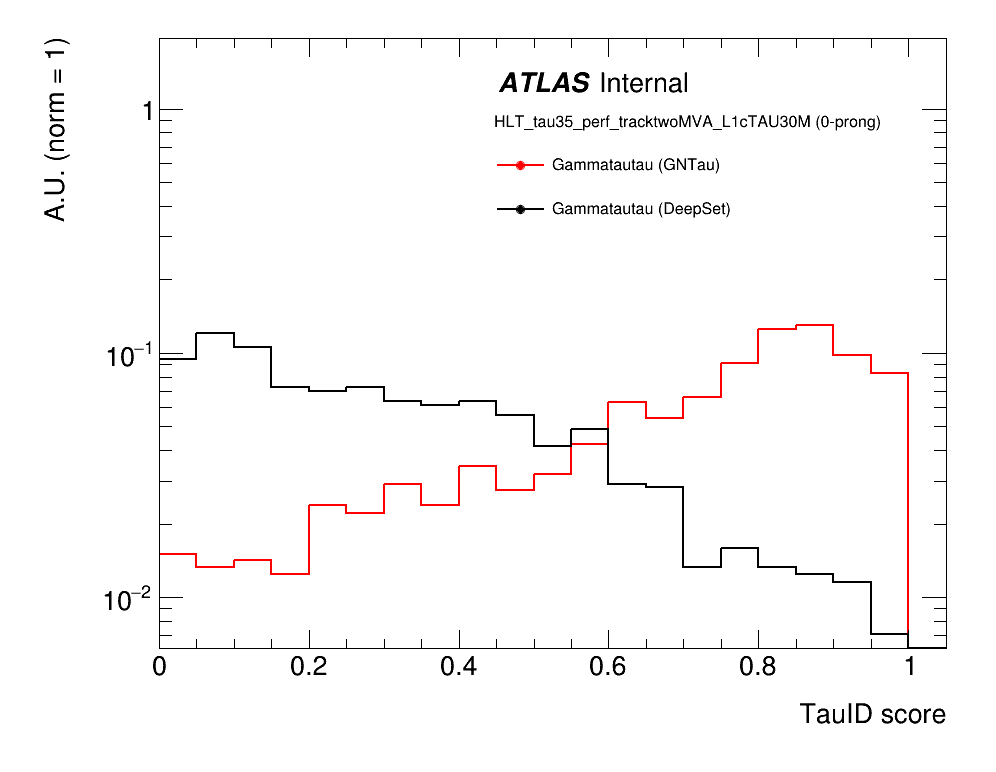 A.U. (norm = 1)
ATLAS Internal
HLT_tau35_perf_tracktwoMVA_L1cTAU30M (0-prong)
Gammatautau (GNTau)
Gammatautau (DeepSet)
1
10⁻¹
10⁻²
0 0.2 0.4 0.6 0.8 1
TauID score